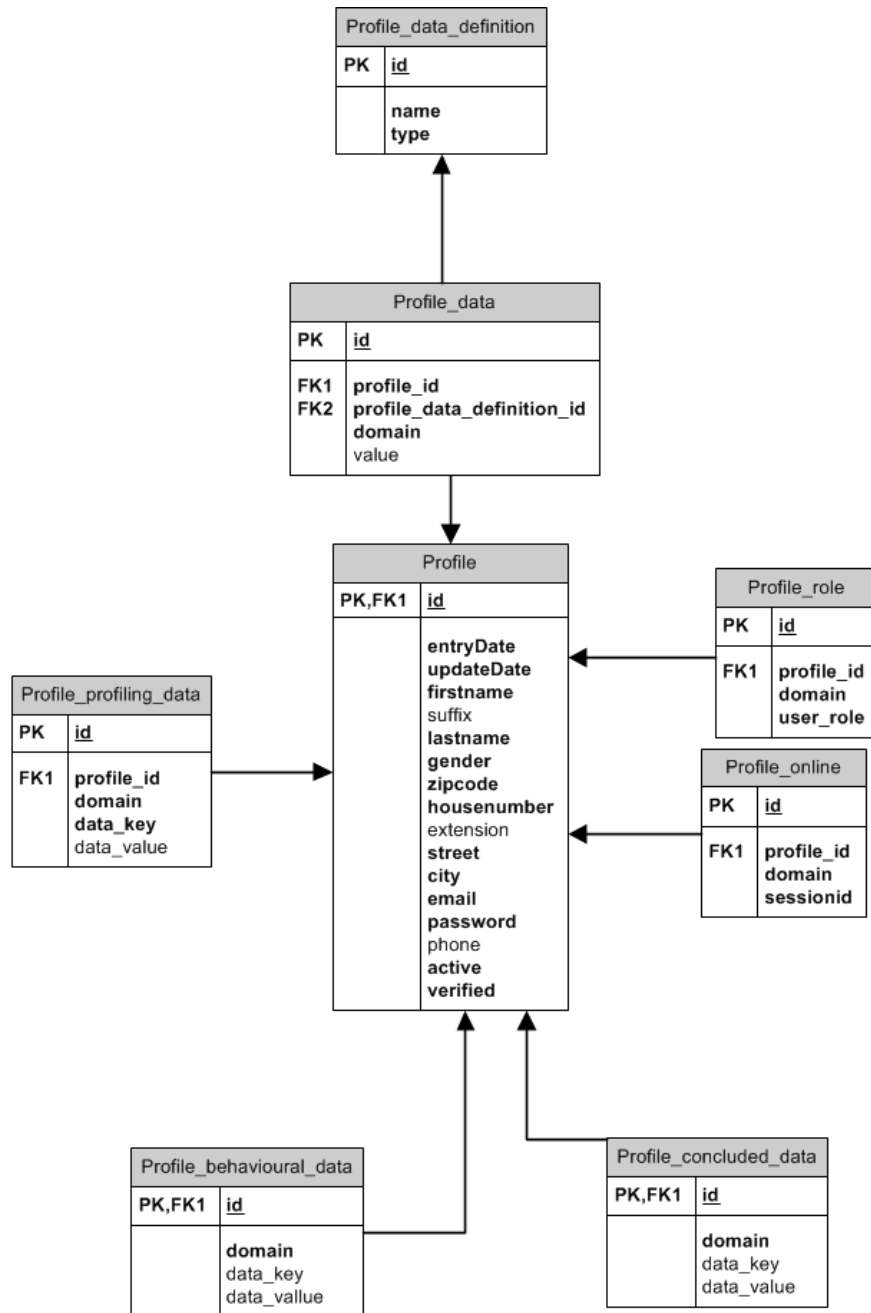 Profile_data_definition
PK id
name
type
Profile_data
PK id
FK1 profile_id
FK2 profile_data_definition_id
domain
value
Profile
PK,FK1 id
entryDate
updateDate
firstname
suffix
lastname
gender
zipcode
housenumber
extension
street
city
email
password
phone
active
verified
Profile_role
PK id
FK1 profile_id
domain
user_role
Profile_profiling_data
PK id
FK1 profile_id
domain
data_key
data_value
Profile_online
PK id
FK1 profile_id
domain
sessionid
Profile_behavioural_data
PK,FK1 id
domain
data_key
data_vallue
Profile_concluded_data
PK,FK1 id
domain
data_key
data_value